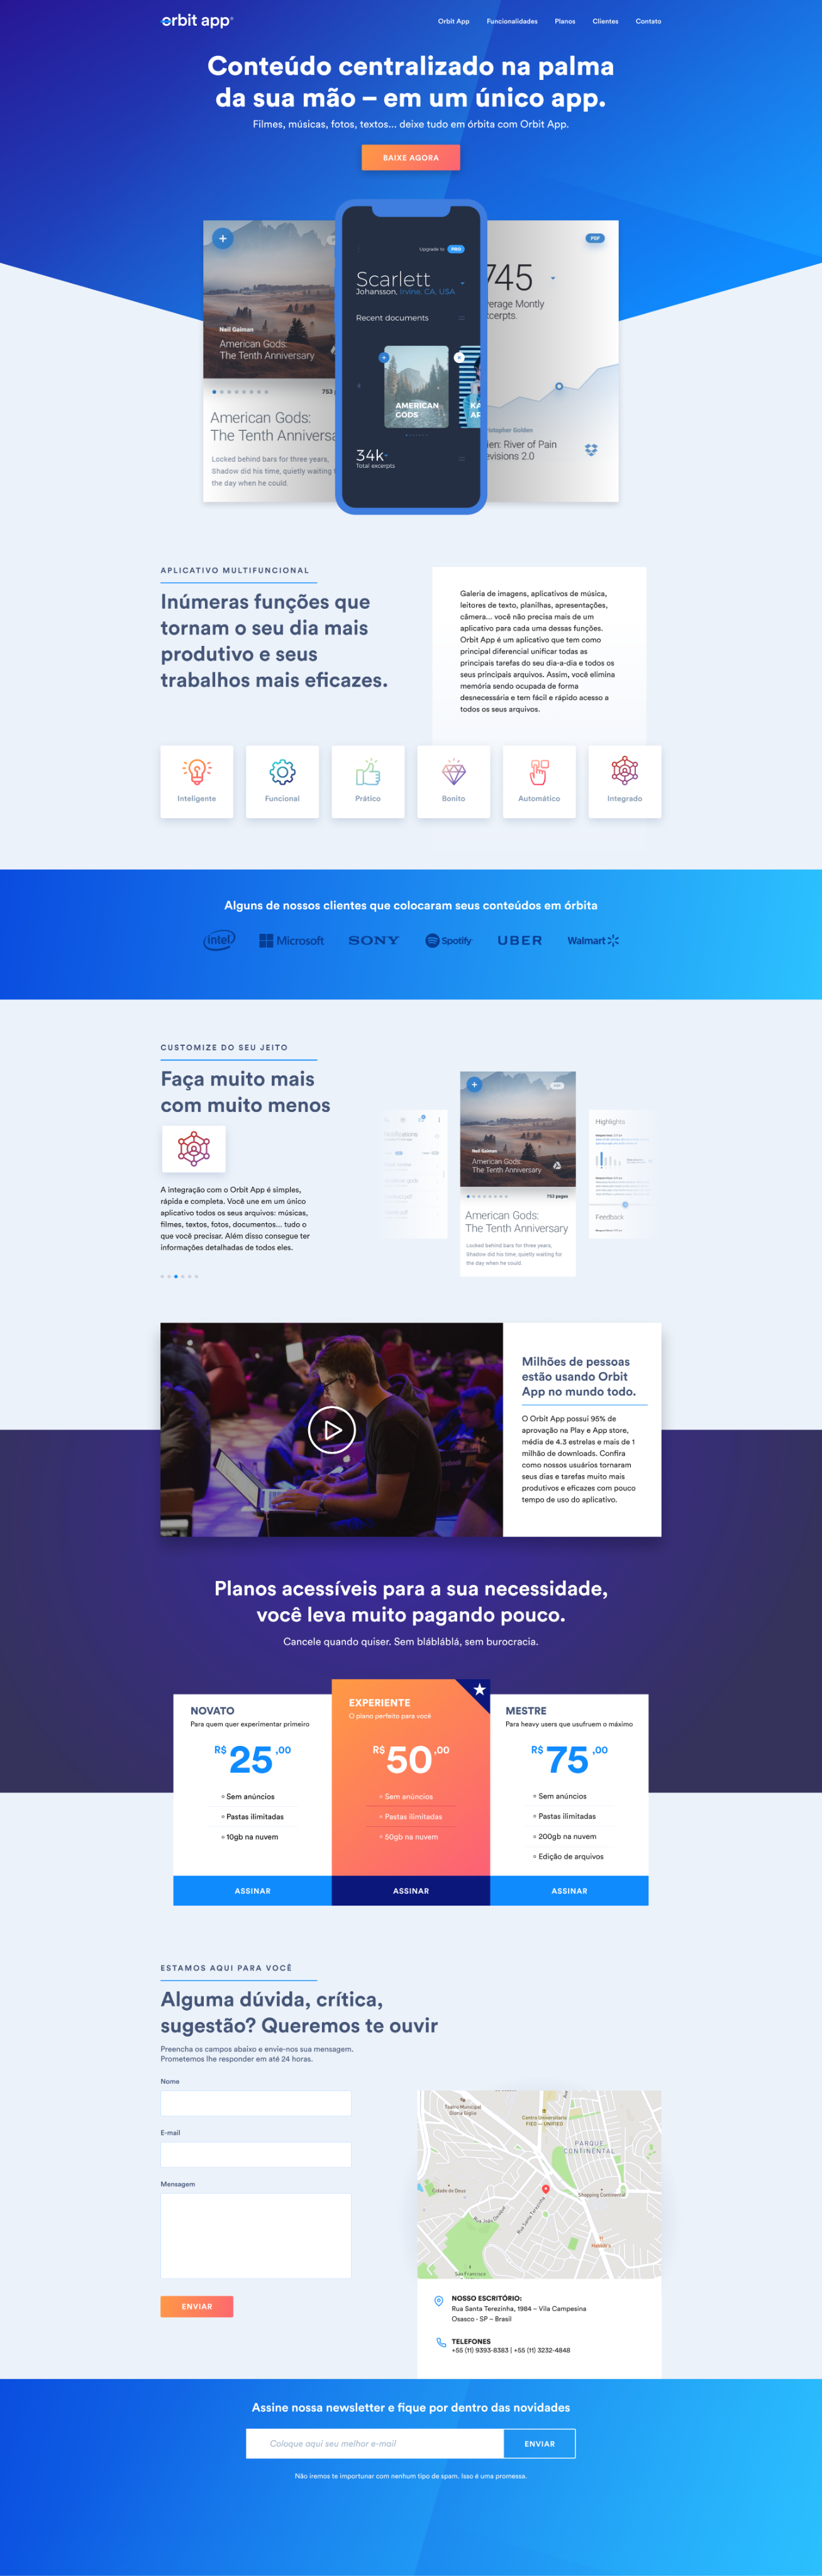 orbit app
Orbit App Funcionalidades Planos Clientes Contato
Conteúdo centralizado na palma
da sua mão – em um único app.
Filmes, músicas, fotos, textos... deixe tudo em órbita com Orbit App.
BAIXE AGORA
Neil Gaiman
American Gods:
The Tenth Anniversary
753
American Gods:
The Tenth Anniversa
Locked behind bars for three years,
Shadow did his time, quietly waiting
the day when he could.
Upgrade to PRO
Scarlett
Johansson, Irvine, CA, USA
Recent documents
AMERICAN
GODS
34k
Total excerpts
PDF
745
erage Montly
cerpts.
istopher Golden
ien: River of Pain
evisions 2.0
APLICATIVO MULTIFUNCIONAL
Inúmeras funções que
tornam o seu dia mais
produtivo e seus
trabalhos mais eficazes.
Galeria de imagens, aplicativos de música,
leitores de texto, planilhas, apresentações,
câmera... você não precisa mais de um
aplicativo para cada uma dessas funções.
Orbit App é um aplicativo que tem como
principal diferencial unificar todas as
principais tarefas do seu dia-a-dia e todos os
seus principais arquivos. Assim, você elimina
memória sendo ocupada de forma
desnecessária e tem fácil e rápido acesso a
todos os seus arquivos.
Inteligente
Funcional
Prático
Bonito
Automático
Integrado
Alguns de nossos clientes que colocaram seus conteúdos em órbita
intel Microsoft SONY Spotify UBER Walmart
CUSTOMIZE DO SEU JEITO
Faça muito mais
com muito menos
A integração com o Orbit App é simples,
rápida e completa. Você une em um único
aplicativo todos os seus arquivos: músicas,
filmes, textos, fotos, documentos... tudo o
que você precisar. Além disso consegue ter
informações detalhadas de todos eles.
Notifications
Neil Gaiman
American Gods:
The Tenth Anniversary
753 pages
American Gods:
The Tenth Anniversary
Locked behind bars for three years,
Shadow did his time, quietly waiting for
the day when he could.
Highlights
Feedback
Milhões de pessoas
estão usando Orbit
App no mundo todo.
O Orbit App possui 95% de
aprovação na Play e App store,
média de 4.3 estrelas e mais de 1
milhão de downloads. Confira
como nossos usuários tornaram
seus dias e tarefas muito mais
produtivos e eficazes com pouco
tempo de uso do aplicativo.
Planos acessíveis para a sua necessidade,
você leva muito pagando pouco.
Cancele quando quiser. Sem blábláblá, sem burocracia.
NOVATO
Para quem quer experimentar primeiro
R$ 25 ,00
Sem anúncios
Pastas ilimitadas
10gb na nuvem
ASSINAR
EXPERIENTE
O plano perfeito para você
R$ 50 ,00
Sem anúncios
Pastas ilimitadas
50gb na nuvem
ASSINAR
MESTRE
Para heavy users que usufruem o máximo
R$ 75 ,00
Sem anúncios
Pastas ilimitadas
200gb na nuvem
Edição de arquivos
ASSINAR
ESTAMOS AQUI PARA VOCÊ
Alguma dúvida, crítica,
sugestão? Queremos te ouvir
Preencha os campos abaixo e envie-nos sua mensagem.
Prometemos lhe responder em até 24 horas.
Nome
E-mail
Mensagem
ENVIAR
Teatro Municipal
Gloria Giglio
Centro Universitário
FIEO — UNIFIEO
PARQUE
CONTINENTAL
Cidade de Deus
Shopping Continental
Rua João Crudo
Rua Santa Terezinha
Habib's
San Francisco
NOSSO ESCRITÓRIO:
Rua Santa Terezinha, 1984 – Vila Campesina
Osasco - SP – Brasil
TELEFONES
+55 (11) 9393-8383 | +55 (11) 3232-4848
Assine nossa newsletter e fique por dentro das novidades
Coloque aqui seu melhor e-mail
ENVIAR
Não iremos te importunar com nenhum tipo de spam. Isso é uma promessa.